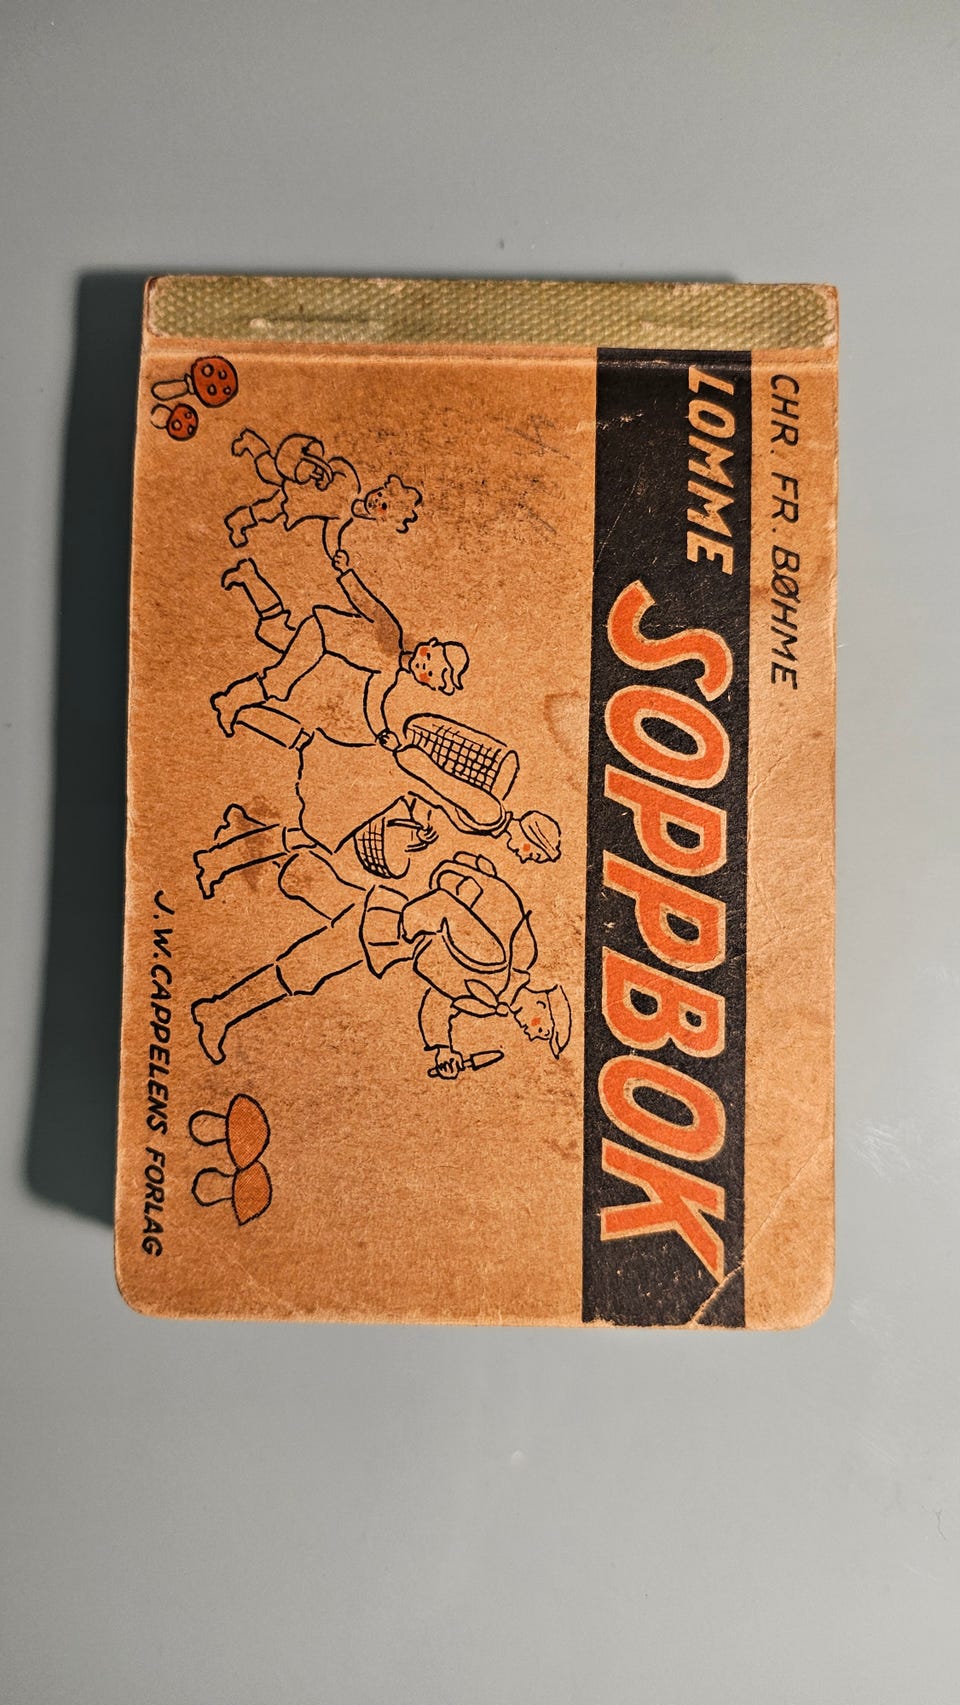 CHR. FR. BØHME
LOMME SOPPBOK
J.W.CAPPELENS FORLAG